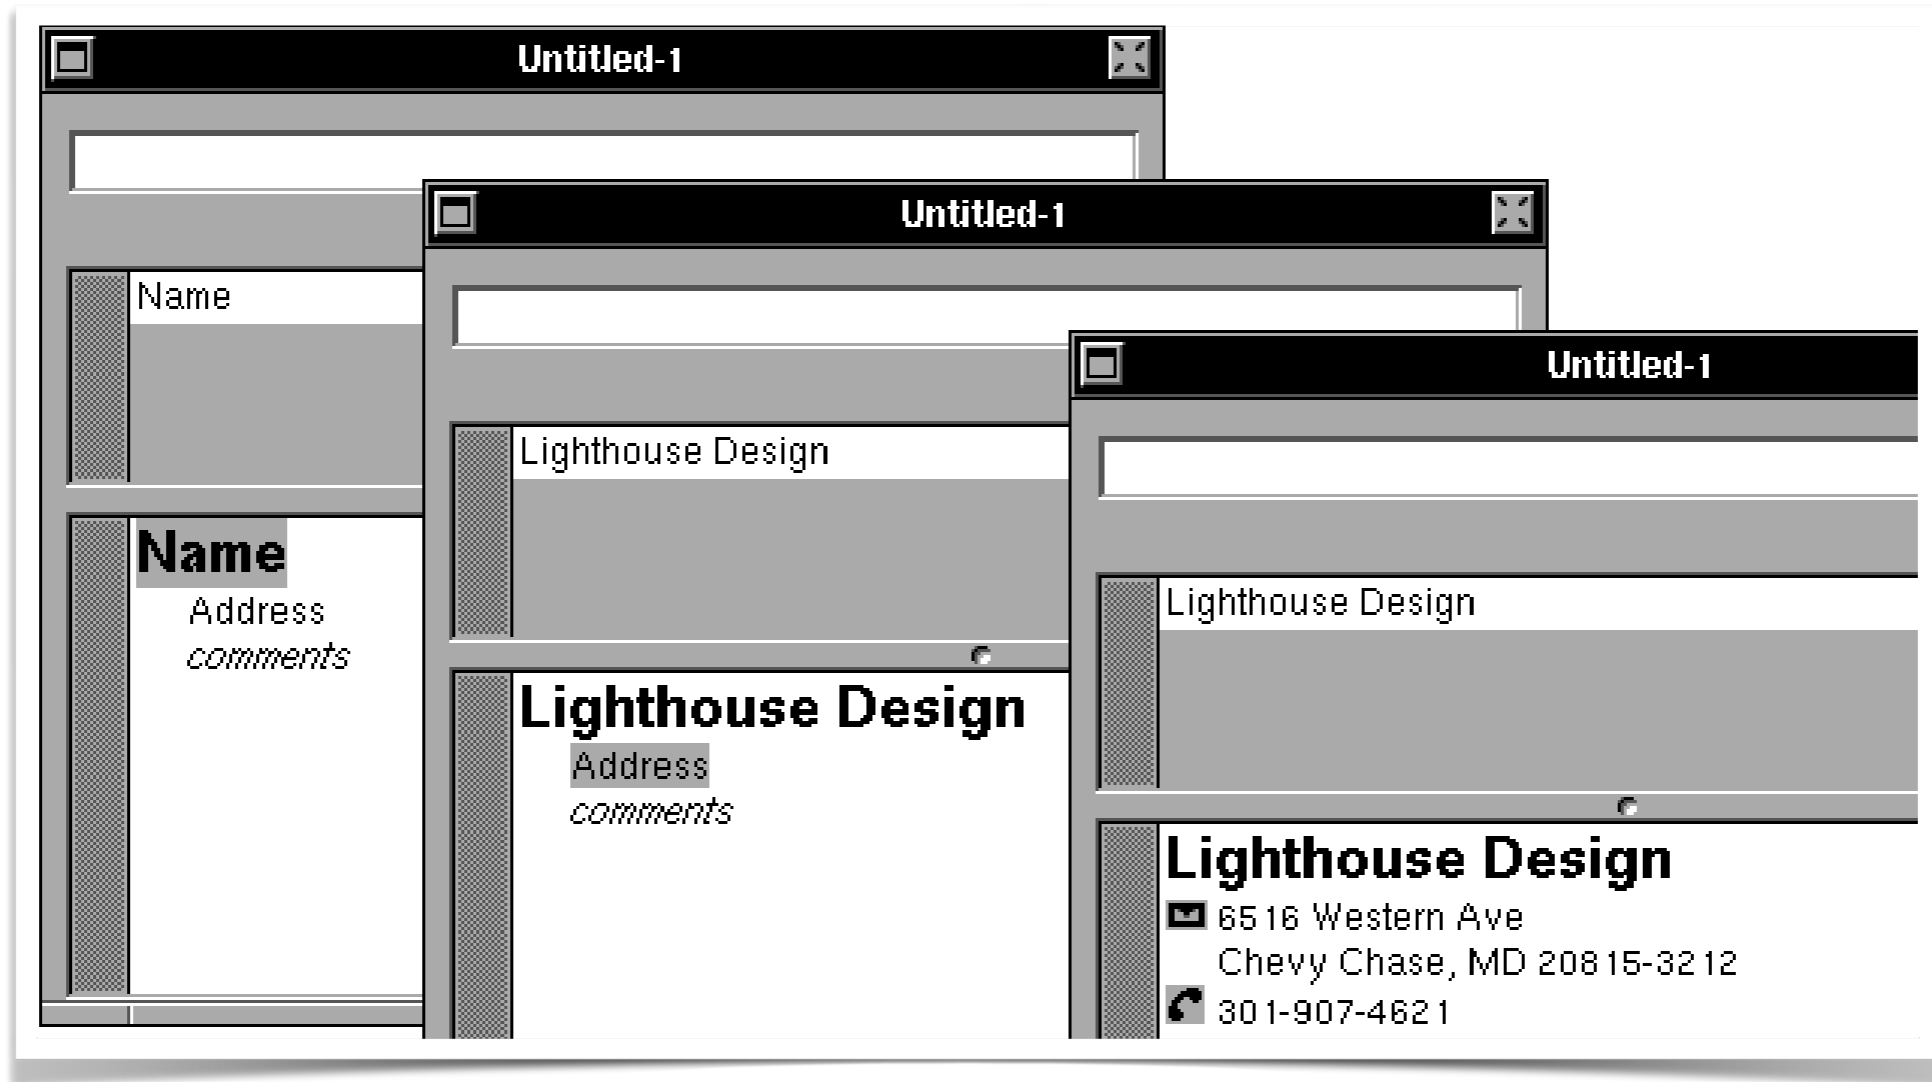 Untitled-1
Name
Name
Address
comments
Untitled-1
Lighthouse Design
Lighthouse Design
Address
comments
Untitled-1
Lighthouse Design
Lighthouse Design
6516 Western Ave
Chevy Chase, MD 20815-3212
301-907-4621